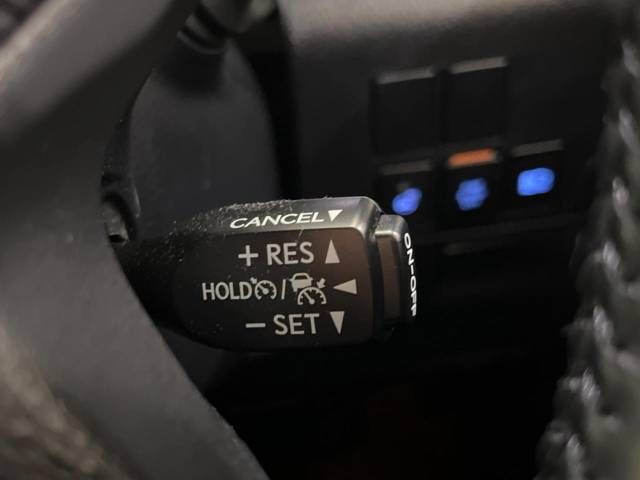 CANCEL▼
+ RES ▲
HOLD / ◀
− SET ▼
ON-OFF